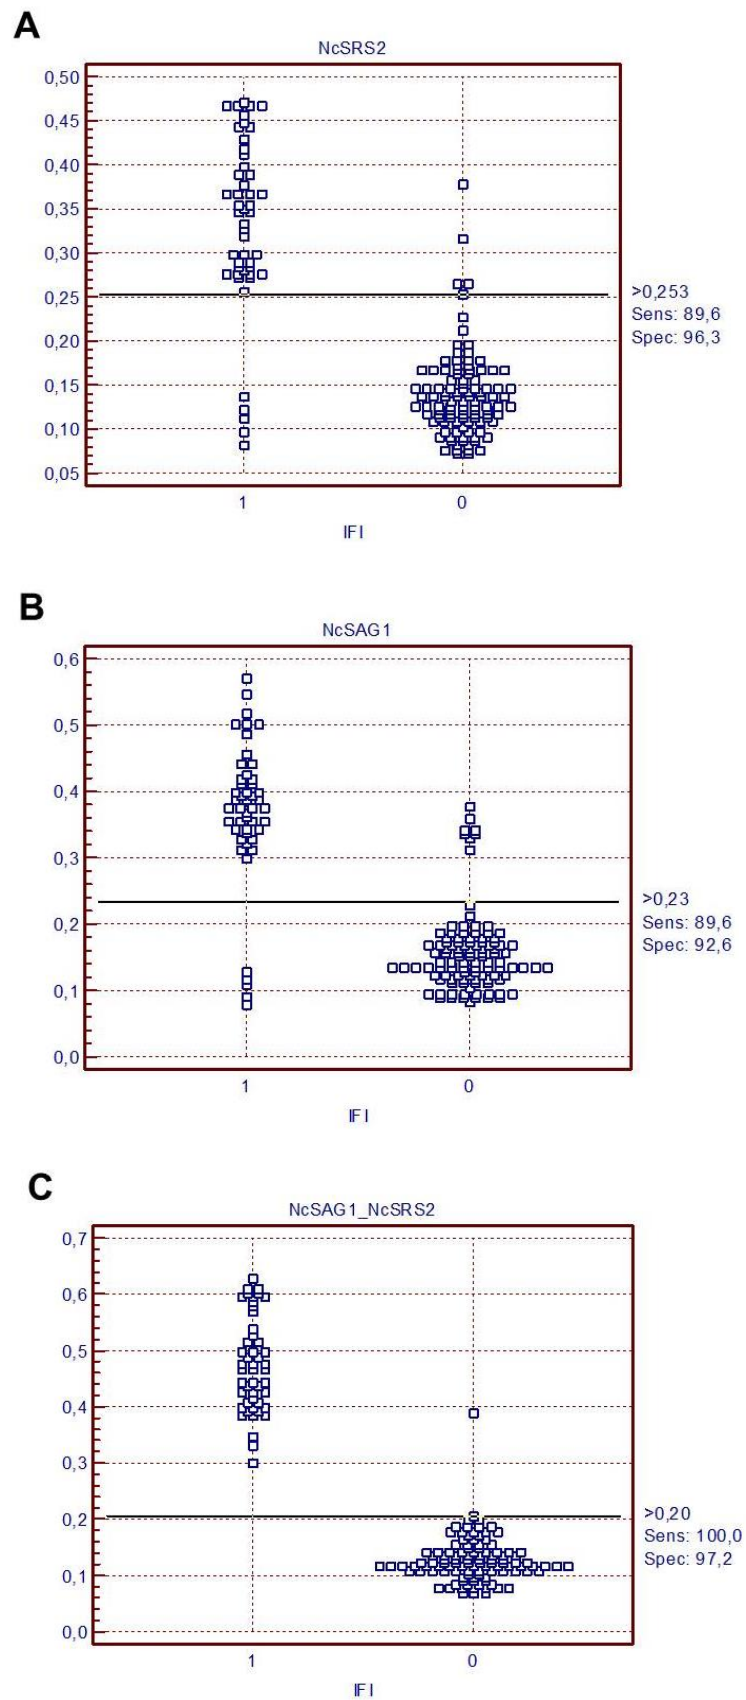 A
NcSRS2
0,50
0,45
0,40
0,35
0,30
0,25
0,20
0,15
0,10
0,05
>0,253
Sens: 89,6
Spec: 96,3
1 0
IFI
B
NcSAG1
0,6
0,5
0,4
0,3
0,2
0,1
0,0
>0,23
Sens: 89,6
Spec: 92,6
1 0
IFI
C
NcSAG1_NcSRS2
0,7
0,6
0,5
0,4
0,3
0,2
0,1
0,0
>0,20
Sens: 100,0
Spec: 97,2
1 0
IFI